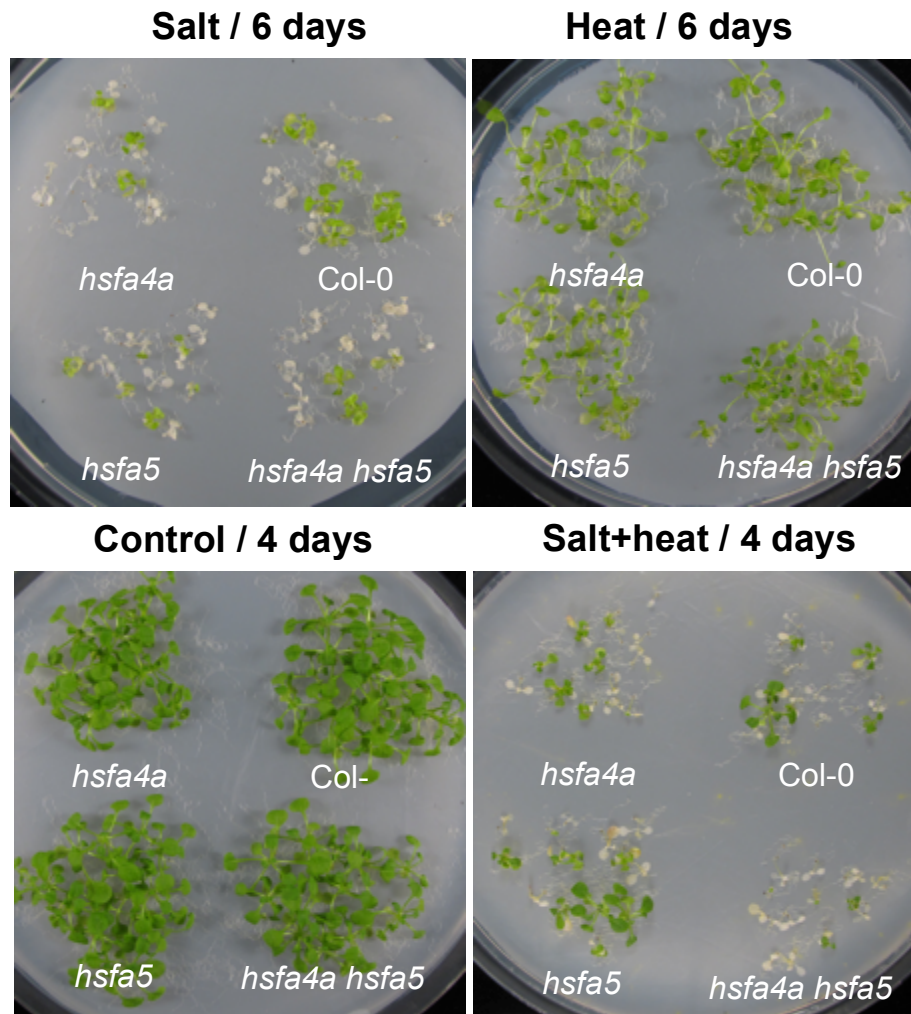 Salt / 6 days
Heat / 6 days
hsfa4a
Col-0
hsfa4a
Col-0
hsfa5
hsfa4a hsfa5
hsfa5
hsfa4a hsfa5
Control / 4 days
Salt+heat / 4 days
hsfa4a
Col-
hsfa4a
Col-0
hsfa5
hsfa4a hsfa5
hsfa5
hsfa4a hsfa5